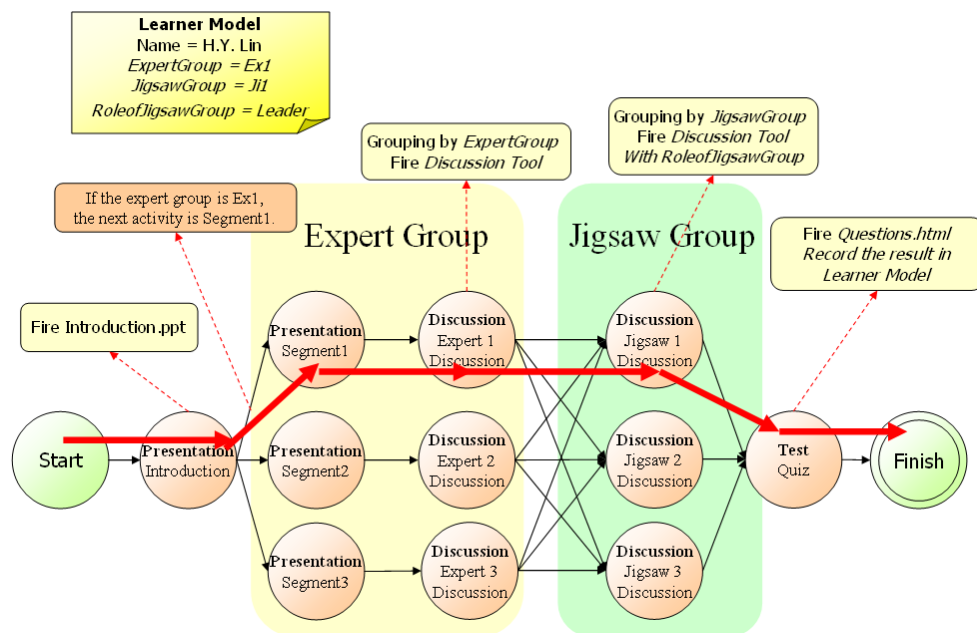 Learner Model
Name = H.Y. Lin
ExpertGroup = Ex1
JigsawGroup = Ji1
RoleofJigsawGroup = Leader
Grouping by ExpertGroup
Fire Discussion Tool
Grouping by JigsawGroup
Fire Discussion Tool
With RoleofJigsawGroup
If the expert group is Ex1,
the next activity is Segment1.
Fire Questions.html
Record the result in
Learner Model
Fire Introduction.ppt
Expert Group
Jigsaw Group
Presentation
Segment1
Discussion
Expert 1
Discussion
Discussion
Jigsaw 1
Discussion
Start
Presentation
Introduction
Presentation
Segment2
Discussion
Expert 2
Discussion
Discussion
Jigsaw 2
Discussion
Test
Quiz
Finish
Presentation
Segment3
Discussion
Expert 3
Discussion
Discussion
Jigsaw 3
Discussion